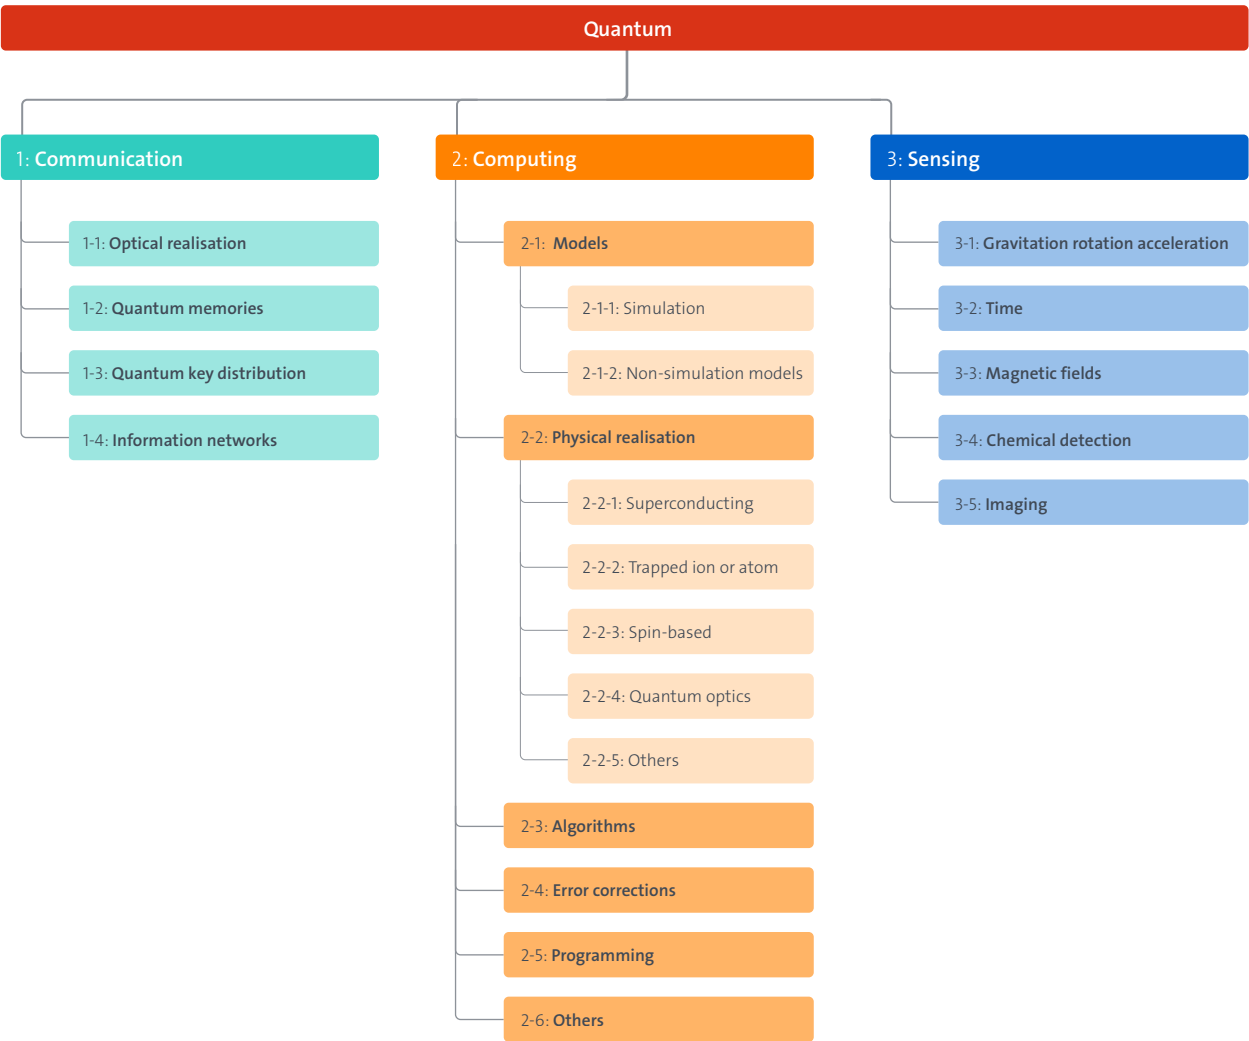 Quantum
1: Communication
1-1: Optical realisation
1-2: Quantum memories
1-3: Quantum key distribution
1-4: Information networks
2: Computing
2-1: Models
2-1-1: Simulation
2-1-2: Non-simulation models
2-2: Physical realisation
2-2-1: Superconducting
2-2-2: Trapped ion or atom
2-2-3: Spin-based
2-2-4: Quantum optics
2-2-5: Others
2-3: Algorithms
2-4: Error corrections
2-5: Programming
2-6: Others
3: Sensing
3-1: Gravitation rotation acceleration
3-2: Time
3-3: Magnetic fields
3-4: Chemical detection
3-5: Imaging